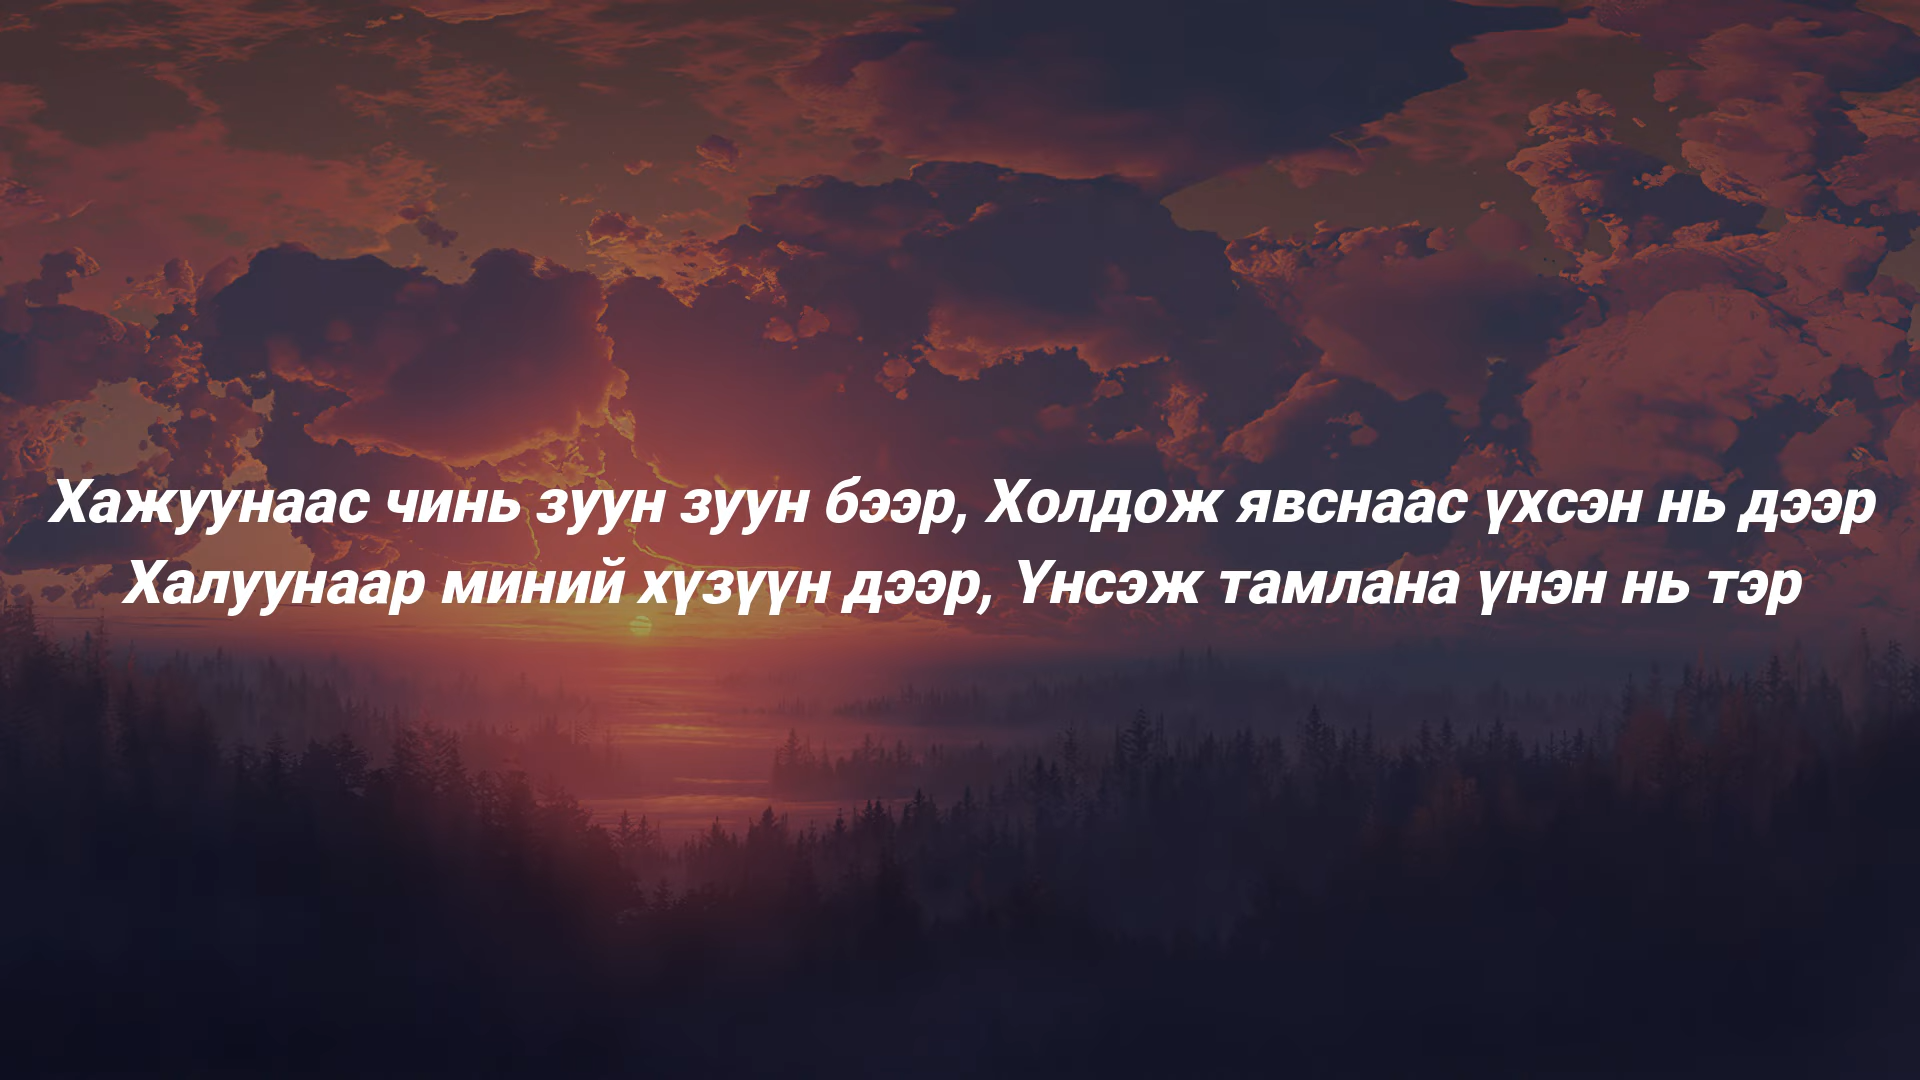 Хажуунаас чинь зуун зуун бээр, Холдож явснаас үхсэн нь дээр
Халуунаар миний хүзүүн дээр, Үнсэж тамлана үнэн нь тэр